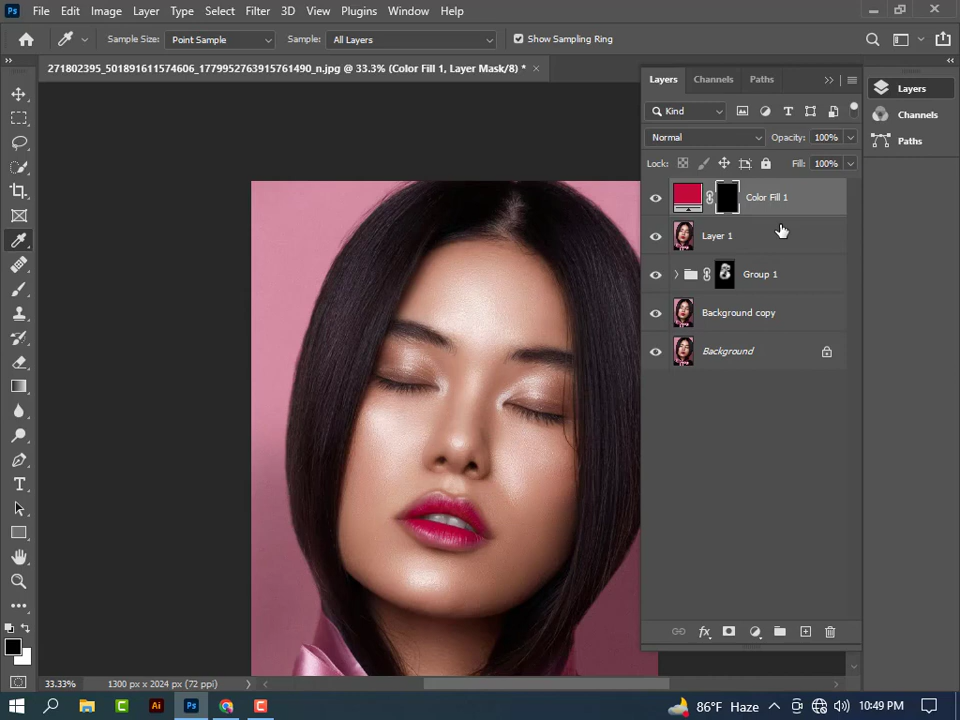 Ps File Edit Image Layer Type Select Filter 3D View Plugins Window Help
Sample Size: Point Sample Sample: All Layers Show Sampling Ring
271802395_501891611574606_1779952763915761490_n.jpg @ 33.3% (Color Fill 1, Layer Mask/8) *
Layers Channels Paths
Kind
Normal Opacity: 100%
Lock: Fill: 100%
Color Fill 1
Layer 1
Group 1
Background copy
Background
Layers
Channels
Paths
33.33% 1300 px x 2024 px (72 ppi)
Ai Ps 86°F Haze 10:49 PM